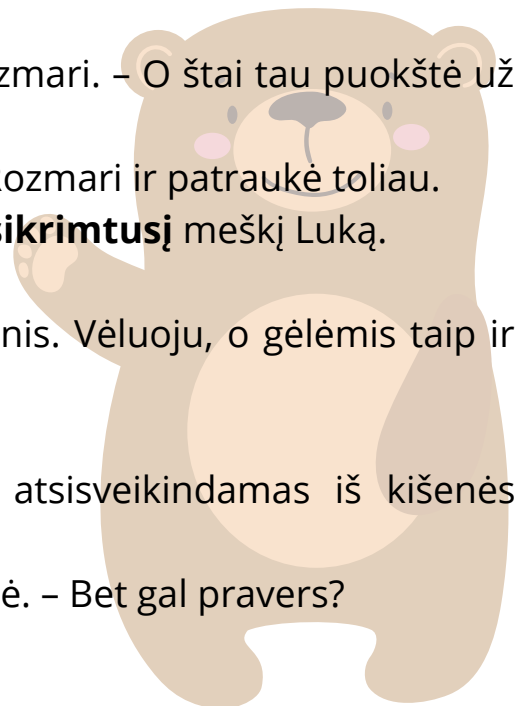 zmari. – O štai tau puokštė už
ozmari ir patraukė toliau.
sikrimtusį meškį Luką.
nis. Vėluoju, o gėlėmis taip ir
atsisveikindamas iš kišenės
ė. – Bet gal pravers?